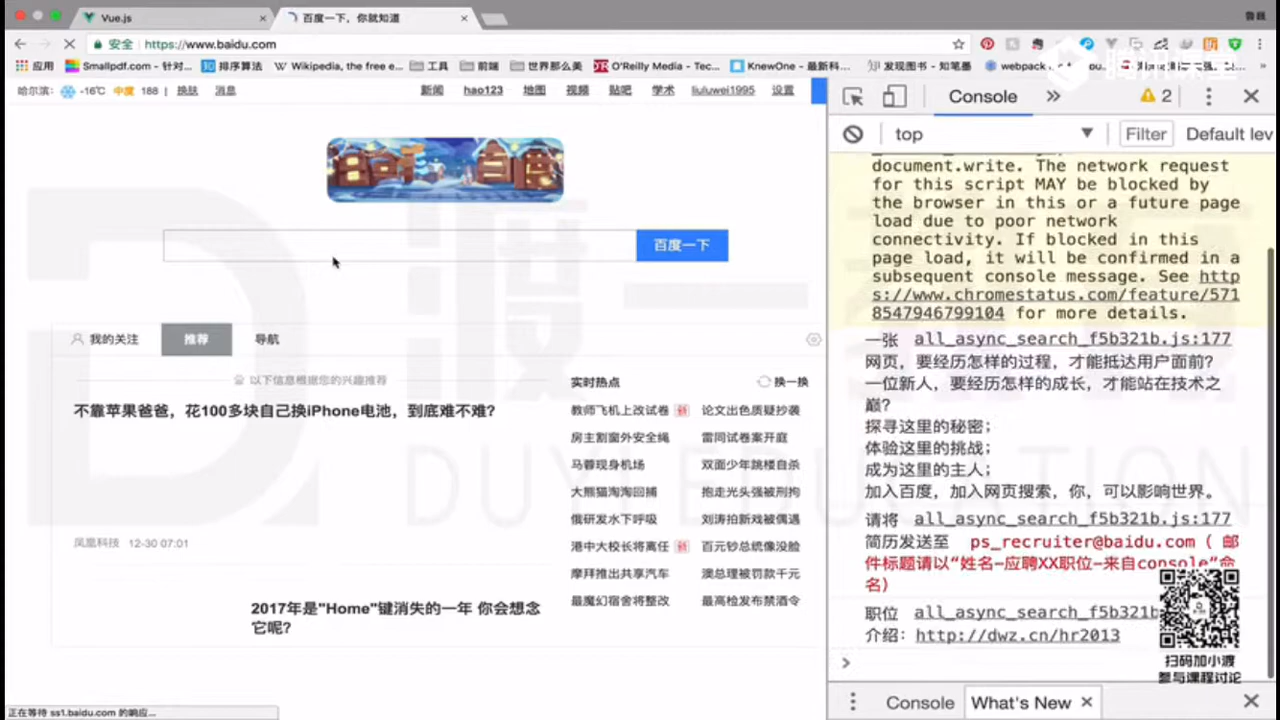 Vue.js
百度一下，你就知道
鲁巍
安全 https://www.baidu.com
应用 Smallpdf.com - 针对... 排序算法 Wikipedia, the free e... 工具 前端 世界那么美 O'Reilly Media - Tec... KnewOne - 最新科... 发现图书 - 知笔墨 webpack
腾讯课堂
哈尔滨: -16℃ 中度 188 | 换肤 消息
新闻 hao123 地图 视频 贴吧 学术 liuluwei1995 设置
百度一下
我的关注 推荐 导航
以下信息根据您的兴趣推荐
不靠苹果爸爸，花100多块自己换iPhone电池，到底难不难？
凤凰科技 12-30 07:01
2017年是"Home"键消失的一年 你会想念
它呢？
实时热点 换一换
教师飞机上改试卷 论文出色质疑抄袭
房主割窗外安全绳 雷同试卷案开庭
马蓉现身机场 双面少年跳楼自杀
大熊猫淘淘回捕 抱走光头强被刑拘
俄研发水下呼吸 刘涛拍新戏被偶遇
港中大校长将离任 百元钞总统像没脸
摩拜推出共享汽车 澳总理被罚款千元
最魔幻宿舍将整改 最高检发布禁酒令
正在等待 ss1.baidu.com 的响应...
Console 2
top Filter Default lev
document.write. The network request
for this script MAY be blocked by
the browser in this or a future page
load due to poor network
connectivity. If blocked in this
page load, it will be confirmed in a
subsequent console message. See http
s://www.chromestatus.com/feature/571
8547946799104 for more details.
一张 all_async_search_f5b321b.js:177
网页，要经历怎样的过程，才能抵达用户面前？
一位新人，要经历怎样的成长，才能站在技术之
巅？
探寻这里的秘密；
体验这里的挑战；
成为这里的主人；
加入百度，加入网页搜索，你，可以影响世界。
请将 all_async_search_f5b321b.js:177
简历发送至 ps_recruiter@baidu.com（ 邮
件标题请以“姓名-应聘XX职位-来自console”命
名）
职位 all_async_search_f5b321b
介绍：http://dwz.cn/hr2013
扫码加小渡
参与课程讨论
Console What's New
渡一教育
DUYI EDUCATION